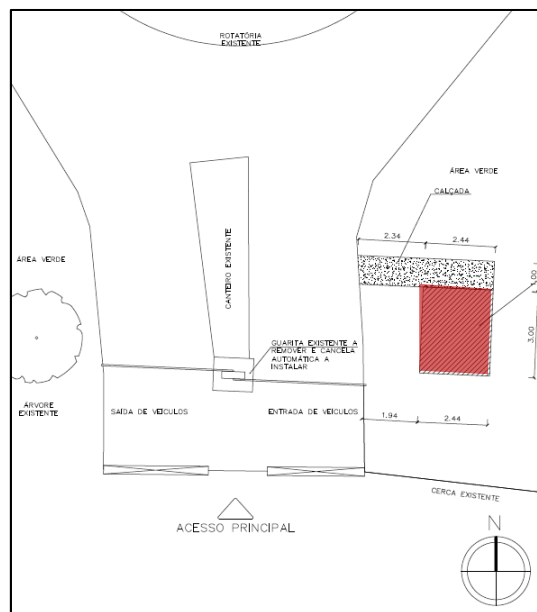 ROTATÓRIA
EXISTENTE
ÁREA VERDE
CALÇADA
2.34
2.44
1.00
3.00
CANTEIRO EXISTENTE
ÁREA VERDE
GUARITA EXISTENTE A
REMOVER E CANCELA
AUTOMÁTICA A
INSTALAR
ÁRVORE
EXISTENTE
SAÍDA DE VEÍCULOS
ENTRADA DE VEÍCULOS
1.94
2.44
CERCA EXISTENTE
ACESSO PRINCIPAL
N